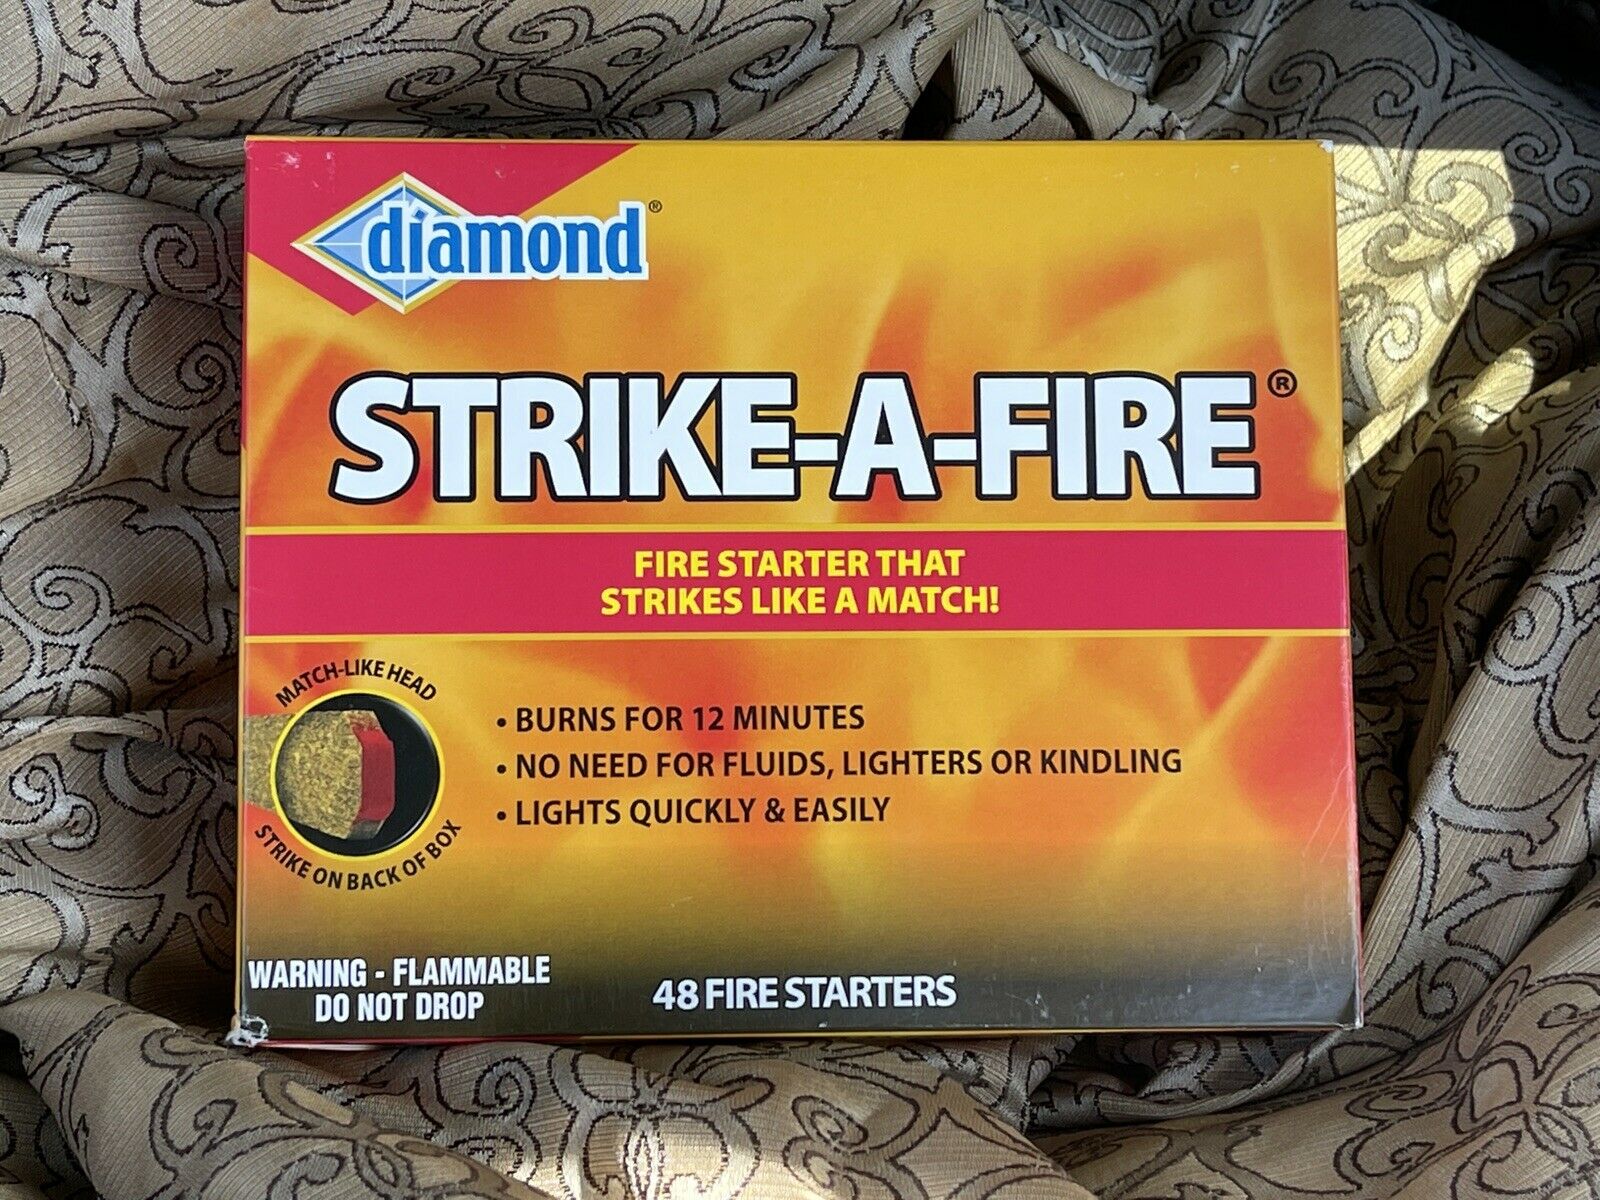 diamond®
STRIKE-A-FIRE®
FIRE STARTER THAT
STRIKES LIKE A MATCH!
MATCH-LIKE HEAD
STRIKE ON BACK OF BOX
• BURNS FOR 12 MINUTES
• NO NEED FOR FLUIDS, LIGHTERS OR KINDLING
• LIGHTS QUICKLY & EASILY
WARNING - FLAMMABLE
DO NOT DROP
48 FIRE STARTERS